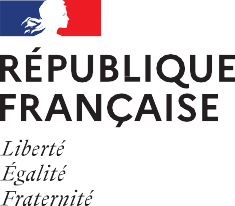 RÉPUBLIQUE
FRANÇAISE
Liberté
Égalité
Fraternité